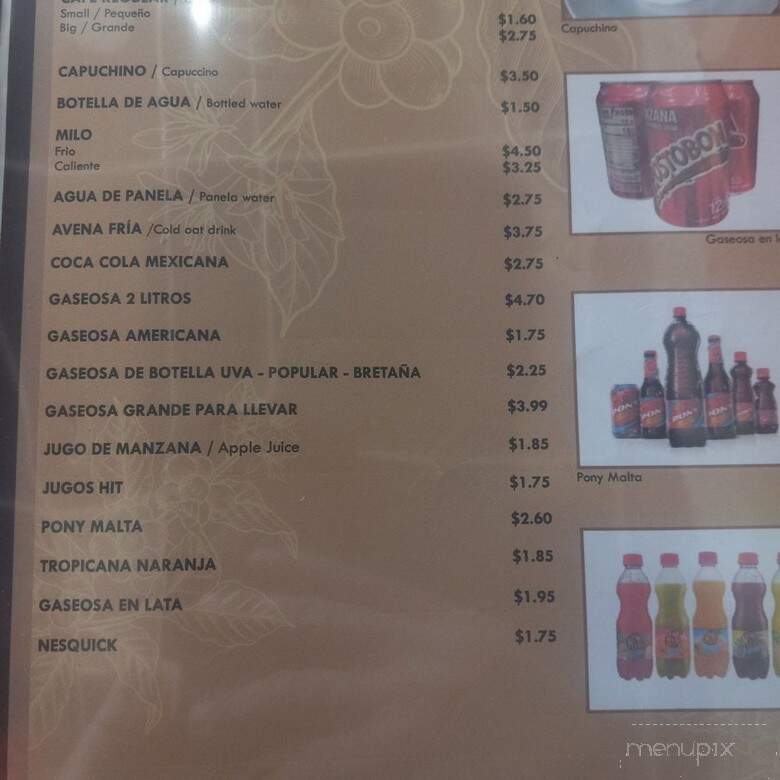 CAFÉ REGULAR /
Small / Pequeño $1.60
Big / Grande $2.75
Capuchino
CAPUCHINO / Capuccino $3.50
BOTELLA DE AGUA / Bottled water $1.50
MILO
Frio $4.50
Caliente $3.25
AGUA DE PANELA / Panela water $2.75
AVENA FRÍA /Cold oat drink $3.75
COCA COLA MEXICANA $2.75
GASEOSA 2 LITROS $4.70
GASEOSA AMERICANA $1.75
GASEOSA DE BOTELLA UVA - POPULAR - BRETAÑA $2.25
GASEOSA GRANDE PARA LLEVAR $3.99
JUGO DE MANZANA / Apple Juice $1.85
JUGOS HIT $1.75
PONY MALTA $2.60
TROPICANA NARANJA $1.85
GASEOSA EN LATA $1.95
NESQUICK $1.75
Gaseosa en
Pony Malta
menupix